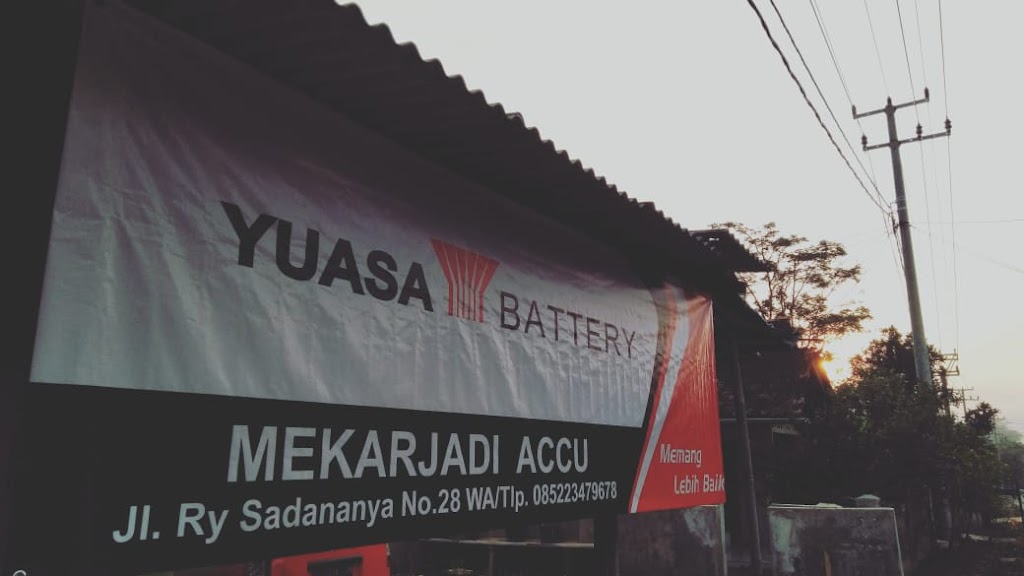 YUASA BATTERY
MEKARJADI ACCU
Jl. Ry Sadananya No.28 WA/Tlp. 085223479678
Memang
Lebih Baik